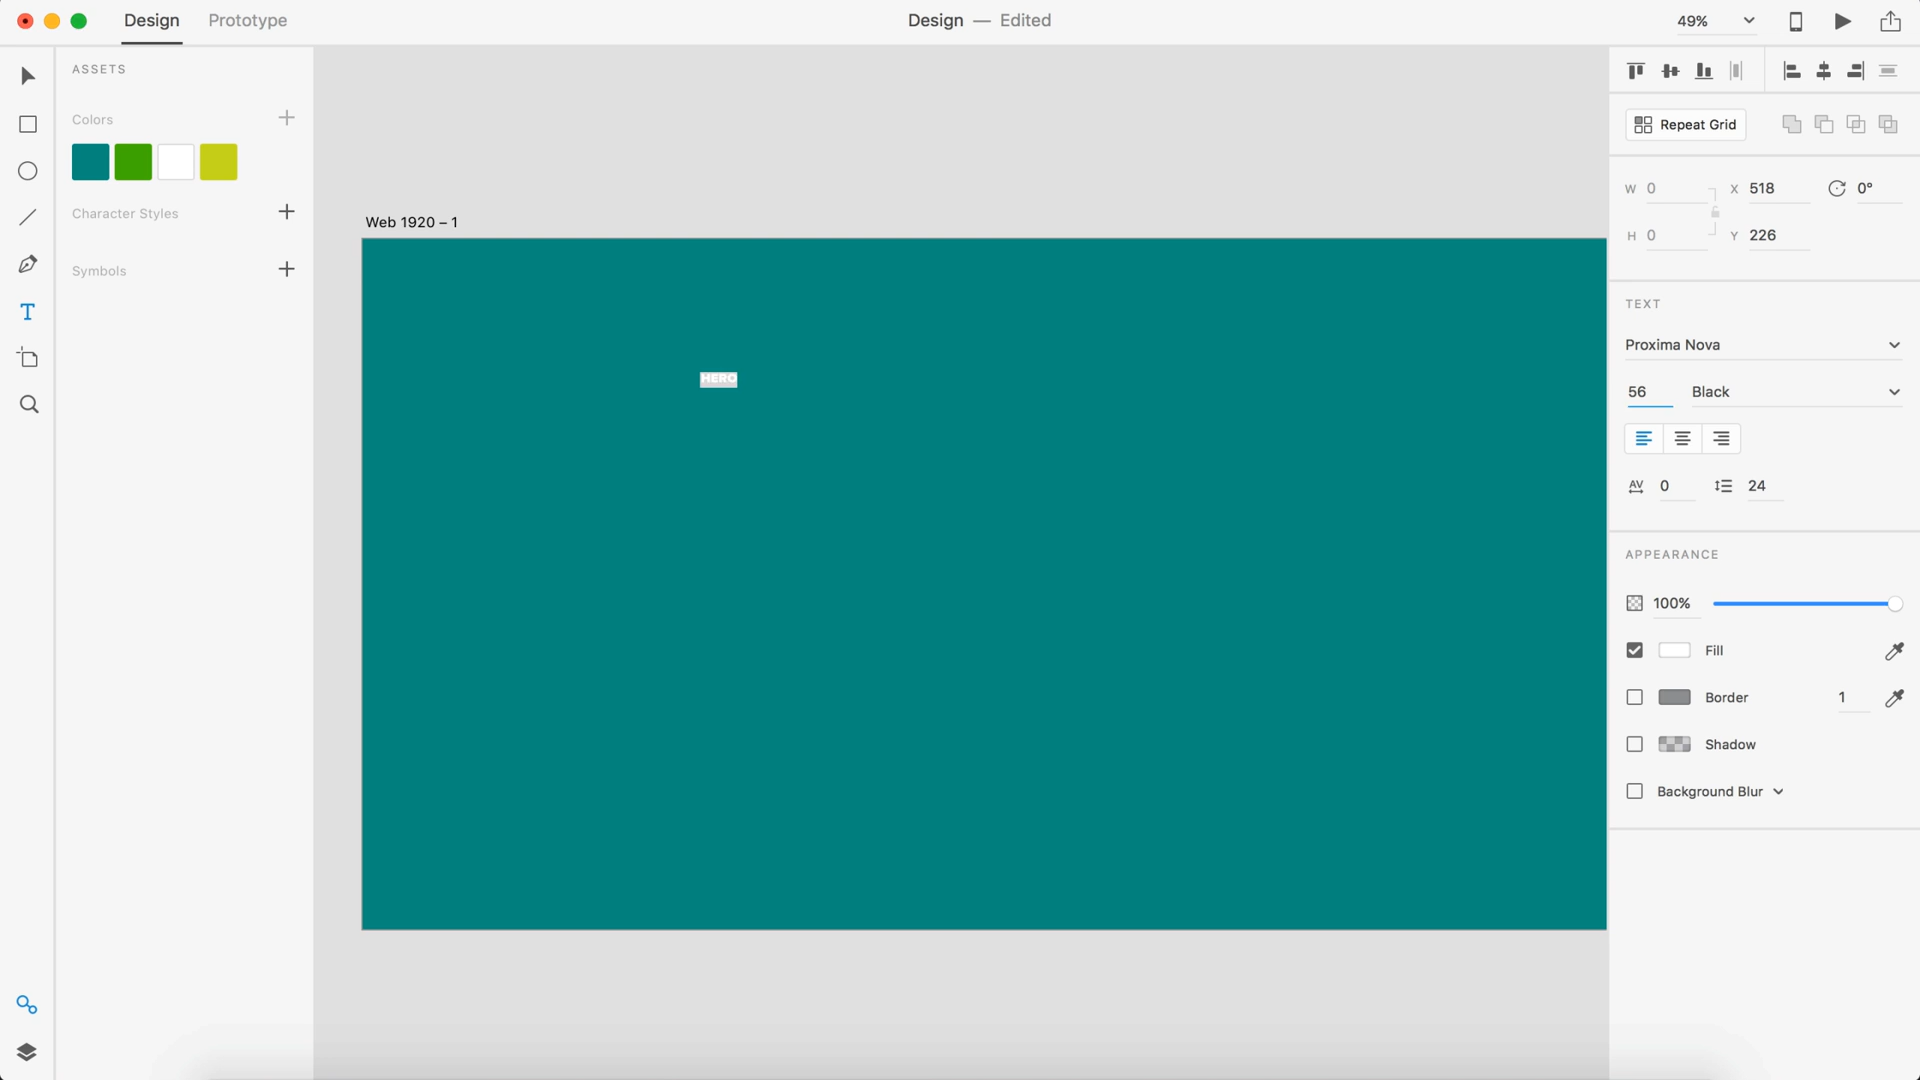 Design
Prototype
Design — Edited
49%
ASSETS
Colors
Character Styles
Symbols
Web 1920 – 1
HERO
Repeat Grid
W 0
X 518
0°
H 0
Y 226
TEXT
Proxima Nova
56
Black
AV 0
24
APPEARANCE
100%
Fill
Border
1
Shadow
Background Blur